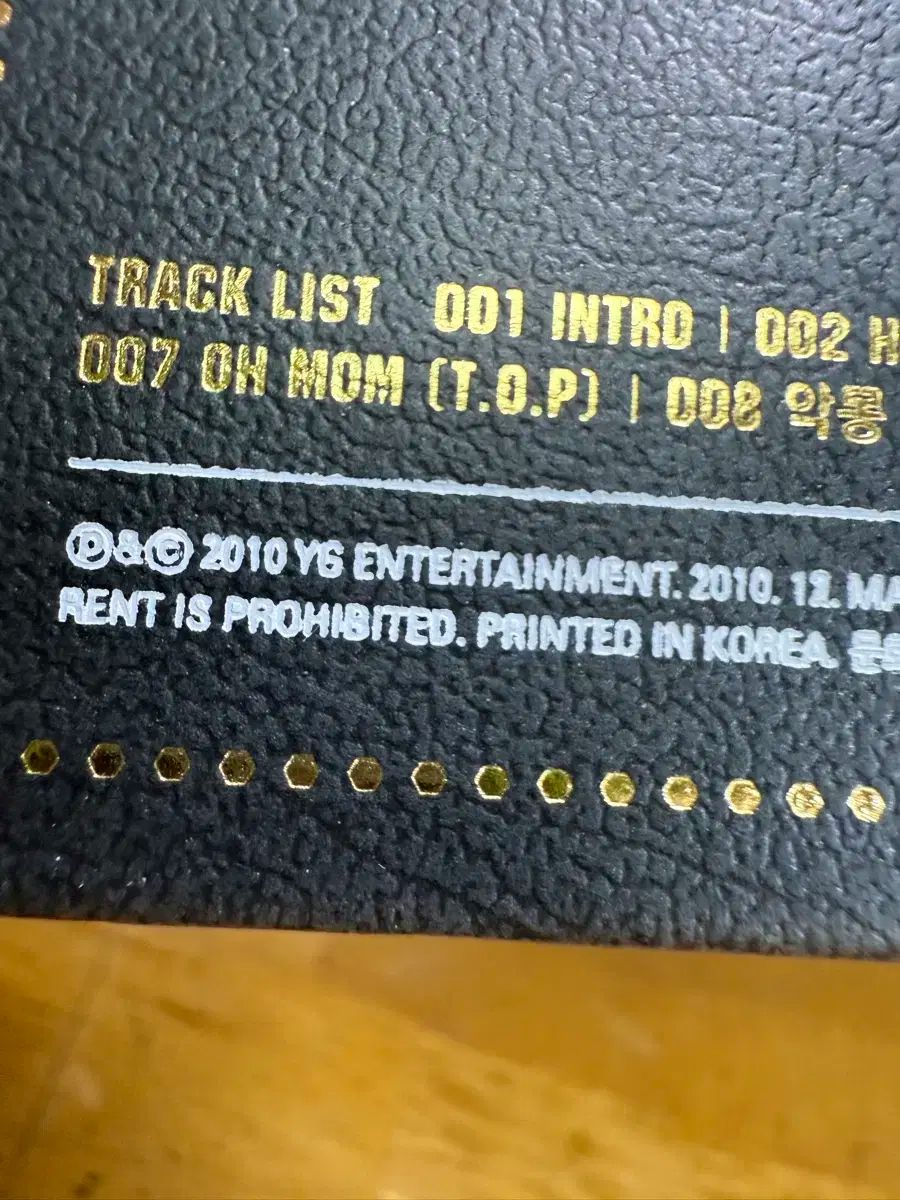 TRACK LIST 001 INTRO | 002 H
007 OH MOM (T.O.P) | 008 악몽
Ⓟ&Ⓒ 2010 YG ENTERTAINMENT. 2010. 12. MA
RENT IS PROHIBITED. PRINTED IN KOREA.